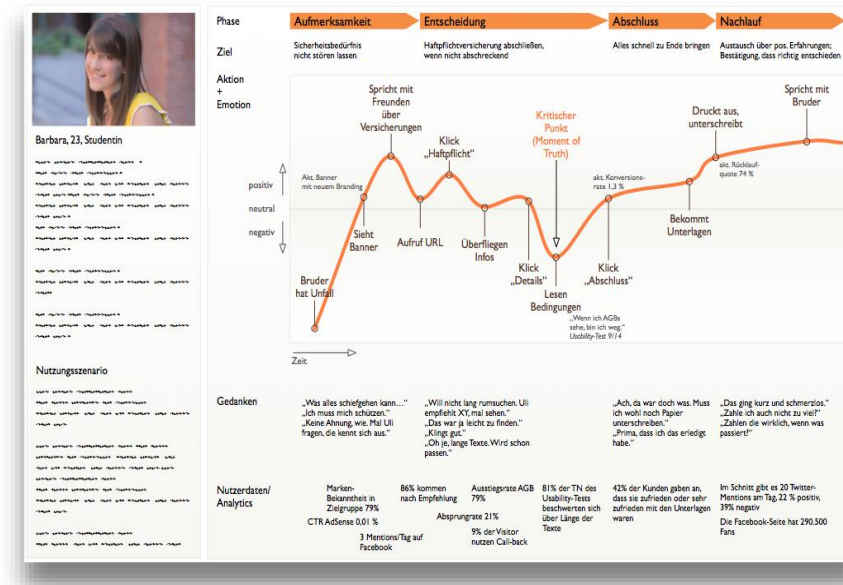 Barbara, 23, Studentin
Nutzungsszenario
Phase
Aufmerksamkeit
Entscheidung
Abschluss
Nachlauf
Ziel
Sicherheitsbedürfnis
nicht stören lassen
Haftpflichtversicherung abschließen,
wenn nicht abschreckend
Alles schnell zu Ende bringen
Austausch über pos. Erfahrungen;
Bestätigung, dass richtig entschieden
Aktion
+
Emotion
positiv
neutral
negativ
Bruder
hat Unfall
Akt. Banner
mit neuem Branding
Sieht
Banner
Spricht mit
Freunden
über
Versicherungen
Aufruf URL
Klick
„Haftpflicht"
Überfliegen
Infos
Klick
„Details"
Kritischer
Punkt
(Moment of
Truth)
Lesen
Bedingungen
„Wenn ich AGBs
sehe, bin ich weg."
Usability-Test 9/14
akt. Konversions-
rate 1,3 %
Klick
„Abschluss"
Bekommt
Unterlagen
Druckt aus,
unterschreibt
akt. Rücklauf-
quote 74 %
Spricht mit
Bruder
Zeit
Gedanken
„Was alles schiefgehen kann…"
„Ich muss mich schützen."
„Keine Ahnung, wie. Mal Uli
fragen, die kennt sich aus."
„Will nicht lang rumsuchen. Uli
empfiehlt XY, mal sehen."
„Das war ja leicht zu finden."
„Klingt gut."
„Oh je, lange Texte. Wird schon
passen."
„Ach, da war doch was. Muss
ich wohl noch Papier
unterschreiben."
„Prima, dass ich das erledigt
habe."
„Das ging kurz und schmerzlos."
„Zahle ich auch nicht zu viel?"
„Zahlen die wirklich, wenn was
passiert?"
Nutzerdaten/
Analytics
Marken-
Bekanntheit in
Zielgruppe 79%
CTR AdSense 0,01 %
3 Mentions/Tag auf
Facebook
86% kommen
nach Empfehlung
Absprungrate 21%
Ausstiegsrate AGB
79%
9% der Visitor
nutzen Call-back
81% der TN des
Usability-Tests
beschwerten sich
über Länge der
Texte
42% der Kunden gaben an,
dass sie zufrieden oder sehr
zufrieden mit den Unterlagen
waren
Im Schnitt gibt es 20 Twitter-
Mentions am Tag, 22 % positiv,
39% negativ
Die Facebook-Seite hat 290.500
Fans